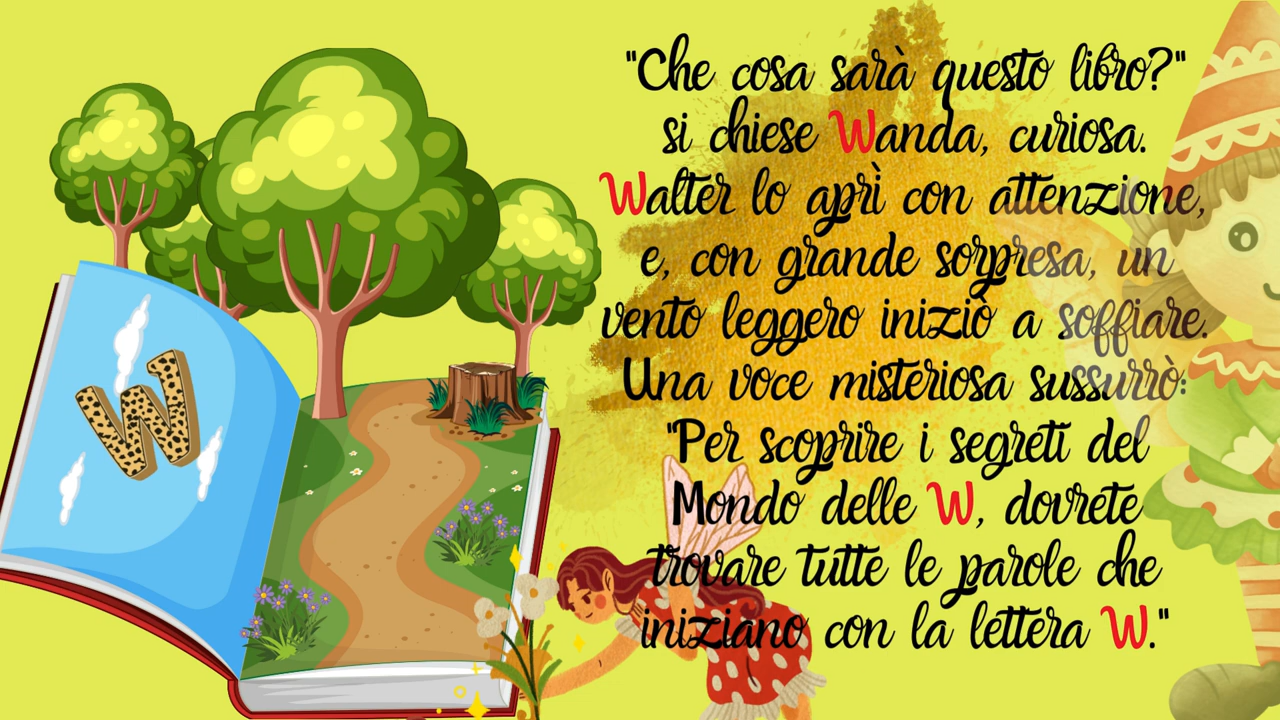 W
"Che cosa sarà questo libro?"
si chiese Wanda, curiosa.
Walter lo aprì con attenzione,
e, con grande sorpresa, un
vento leggero iniziò a soffiare.
Una voce misteriosa sussurrò:
"Per scoprire i segreti del
Mondo delle W, dovrete
trovare tutte le parole che
iniziano con la lettera W."